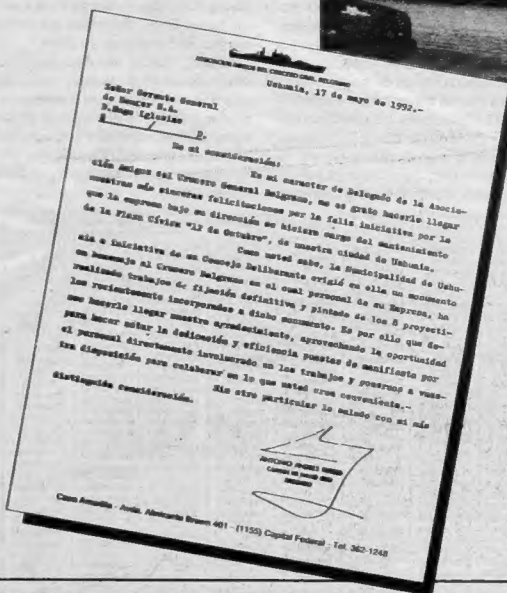 ASOCIACION AMIGOS DEL CRUCERO GRAL. BELGRANO
Ushuaia, 17 de mayo de 1992.-
Señor Gerente General
de S.A.
D. Hugo Iglesias
S / D.
De mi consideración:
En mi caracter de Delegado de la Asocia-
ción Amigos del Crucero General Belgrano, me es grato hacerle llegar
nuestras más sinceras felicitaciones por la feliz iniciativa por la
que la empresa bajo su dirección se hiciera cargo del mantenimiento
de la Plaza Cívica "12 de Octubre", de nuestra ciudad de Ushuaia.
Como usted sabe, la Municipalidad de Ushu-
aia a iniciativa de su Concejo Deliberante erigió en ella un monumento
en homenaje al Crucero Belgrano en el cual personal de su Empresa, ha
realizado trabajos de fijación definitiva y pintado de los 8 proyecti-
les recientemente incorporados a dicho monumento. Es por ello que de-
seo hacerle llegar nuestro agradecimiento, aprovechando la oportunidad
para hacer notar la dedicación y eficiencia puestas de manifiesto por
el personal directamente involucrado en los trabajos y ponernos a vues-
tra disposición para colaborar en lo que usted crea conveniente.-
Sin otro particular lo saludo con mi más
distinguida consideración.
ANTONIO ANDRES
Casa Amarilla - Avda. Almirante Brown 401 - (1155) Capital Federal - Tel. 362-1248